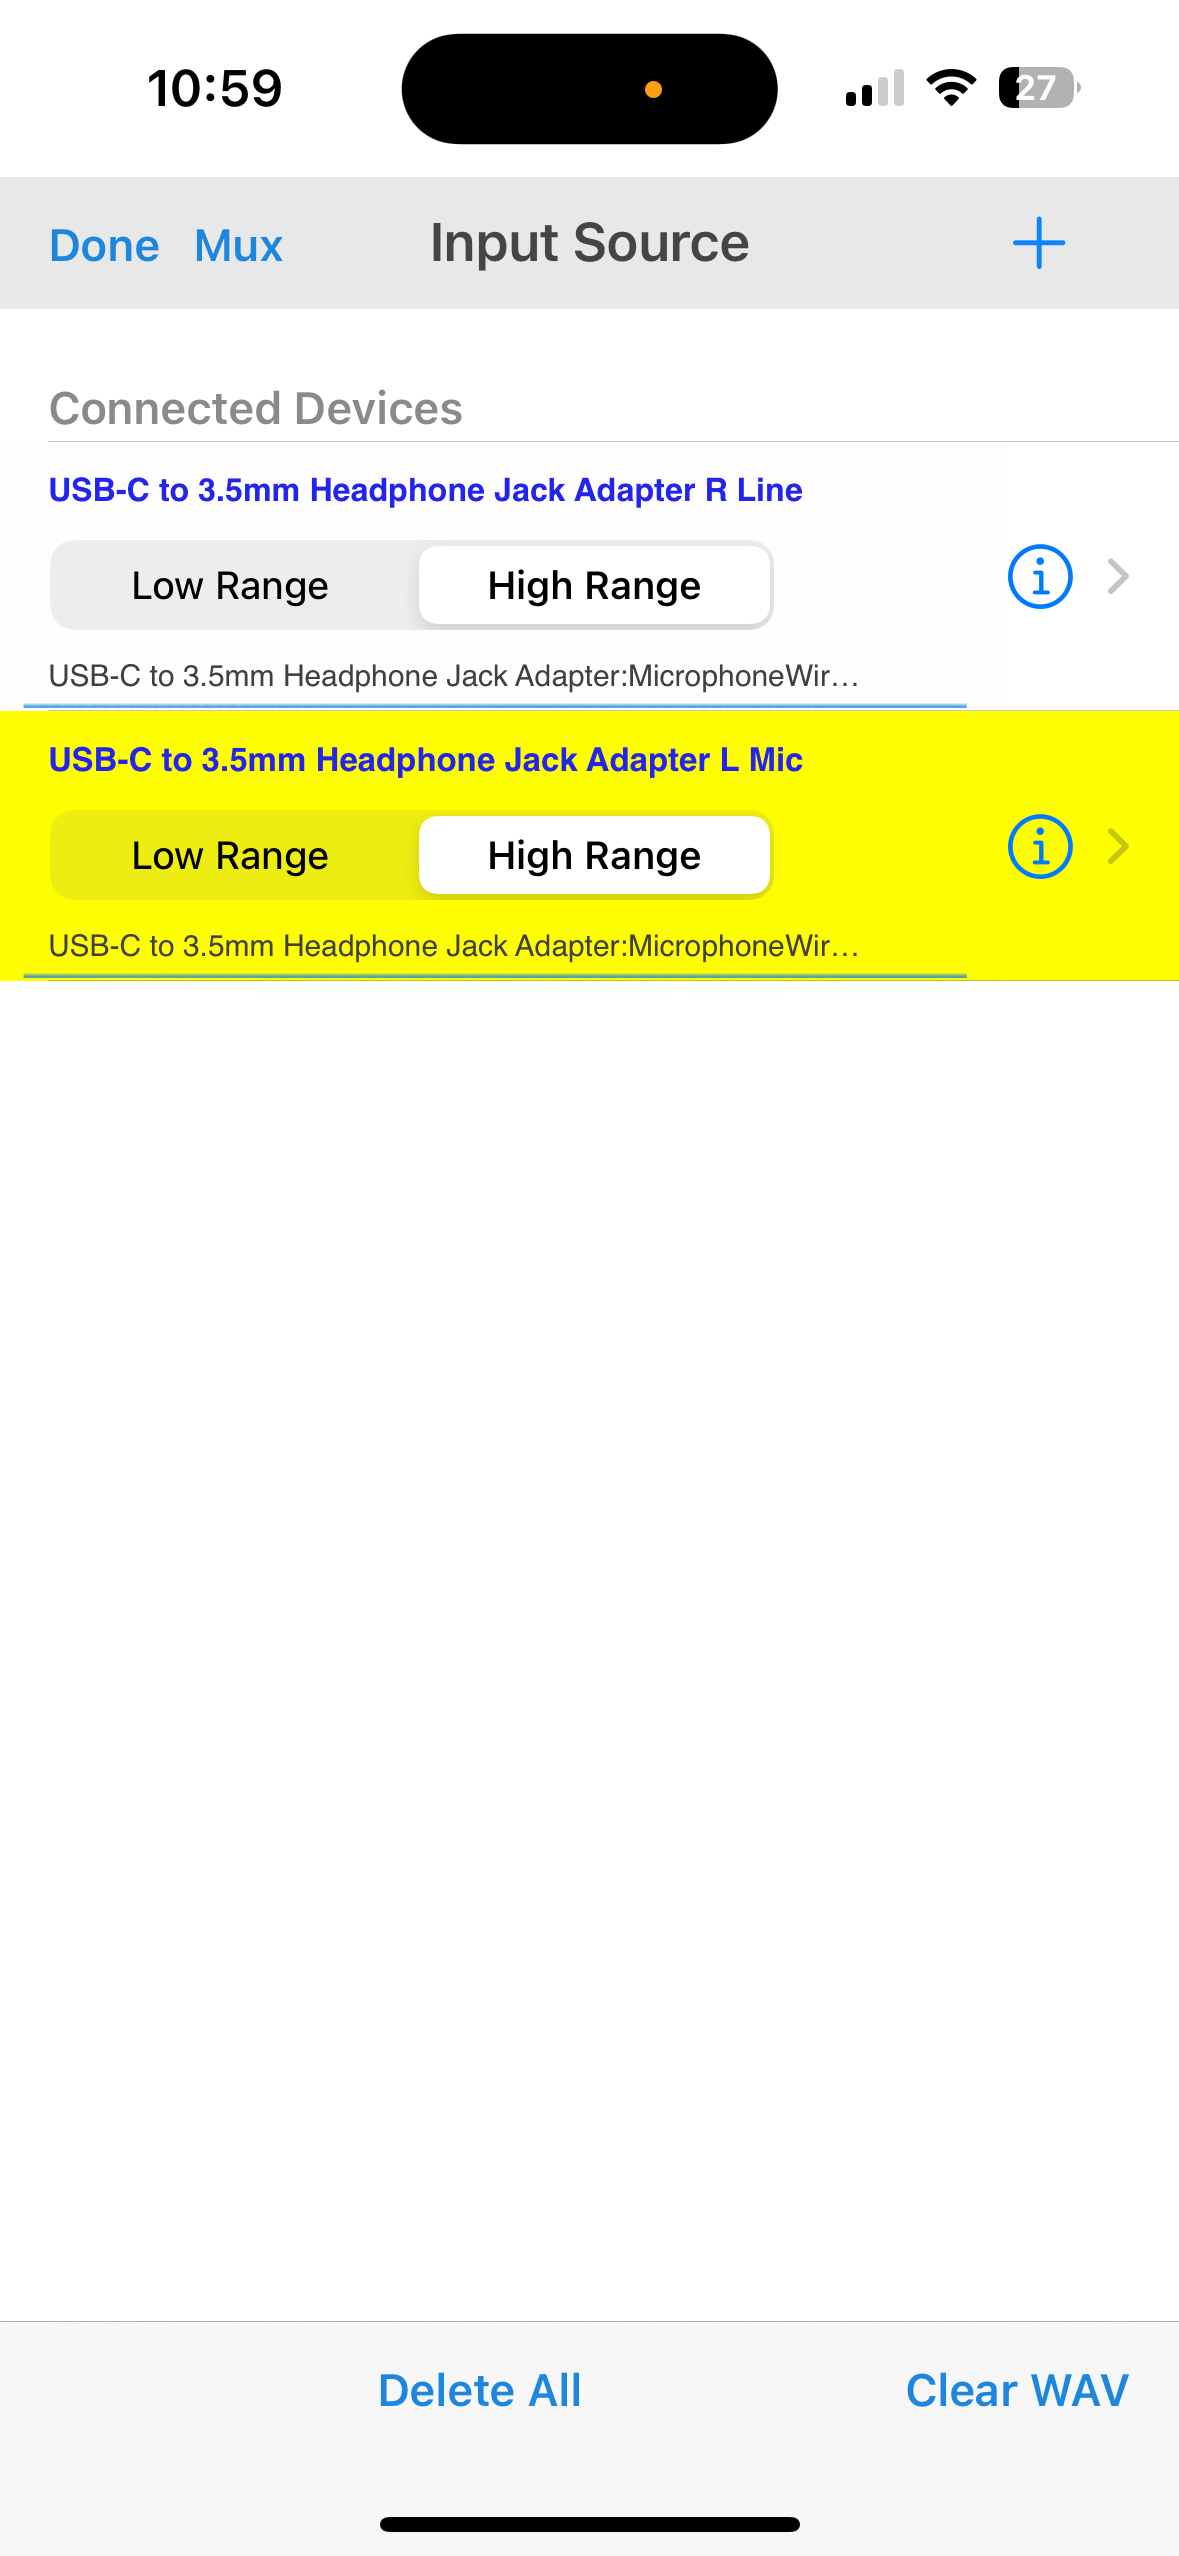 10:59
27
Done Mux Input Source +
Connected Devices
USB-C to 3.5mm Headphone Jack Adapter R Line
Low Range High Range
USB-C to 3.5mm Headphone Jack Adapter:MicrophoneWir...
USB-C to 3.5mm Headphone Jack Adapter L Mic
Low Range High Range
USB-C to 3.5mm Headphone Jack Adapter:MicrophoneWir...
Delete All Clear WAV